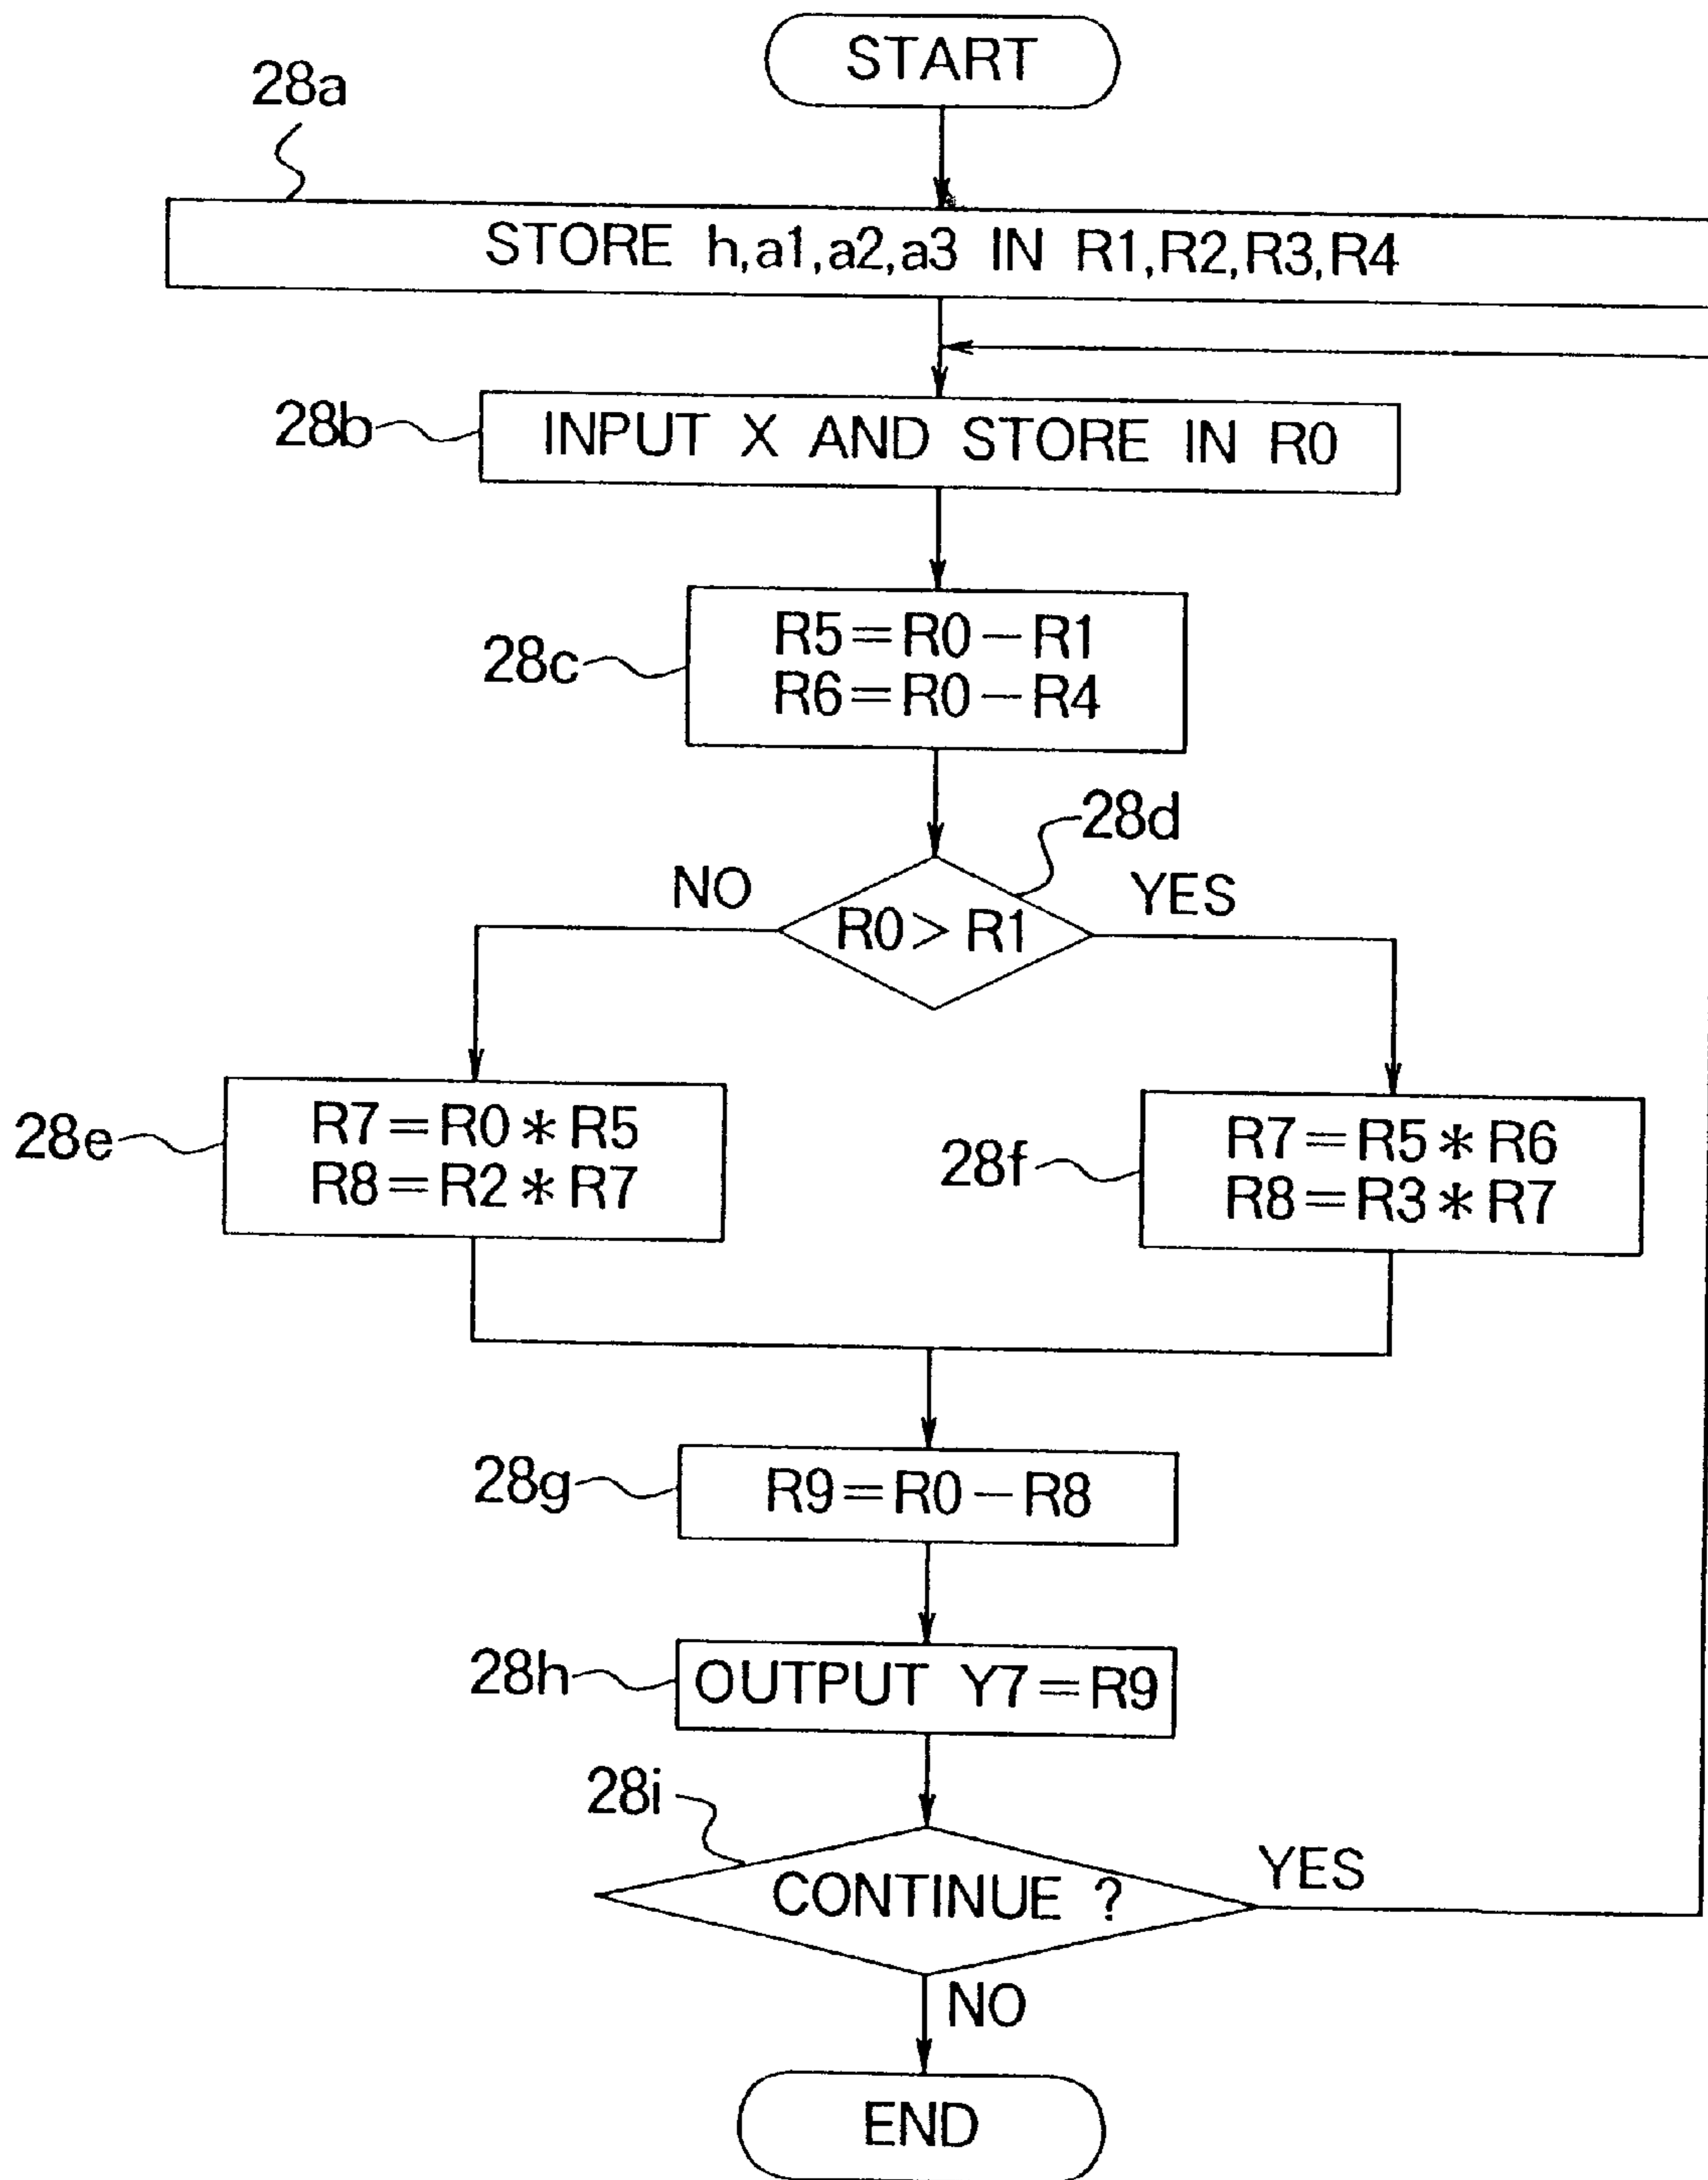 START
28a
STORE h,a1,a2,a3 IN R1,R2,R3,R4
28b
INPUT X AND STORE IN R0
28c
R5=R0-R1
R6=R0-R4
28d
NO
YES
R0> R1
28e
R7=R0*R5
R8=R2*R7
28f
R7=R5*R6
R8=R3*R7
28g
R9=R0-R8
28h
OUTPUT Y7=R9
28i
CONTINUE ?
YES
NO
END